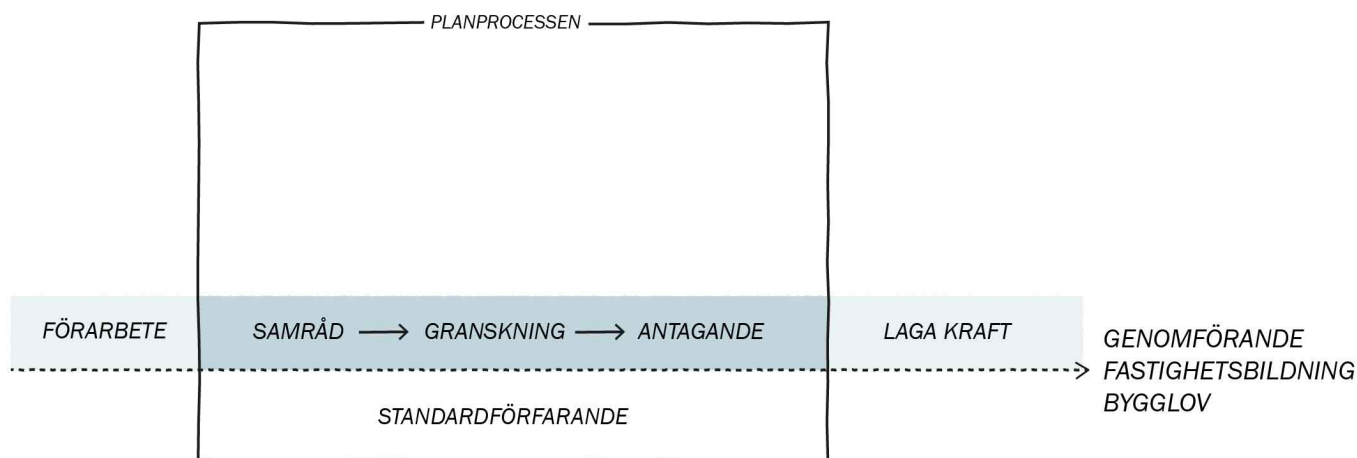 PLANPROCESSEN
FÖRARBETE
SAMRÅD
GRANSKNING
ANTAGANDE
LAGA KRAFT
GENOMFÖRANDE
FASTIGHETSBILDNING
BYGGLOV
STANDARDFÖRFARANDE